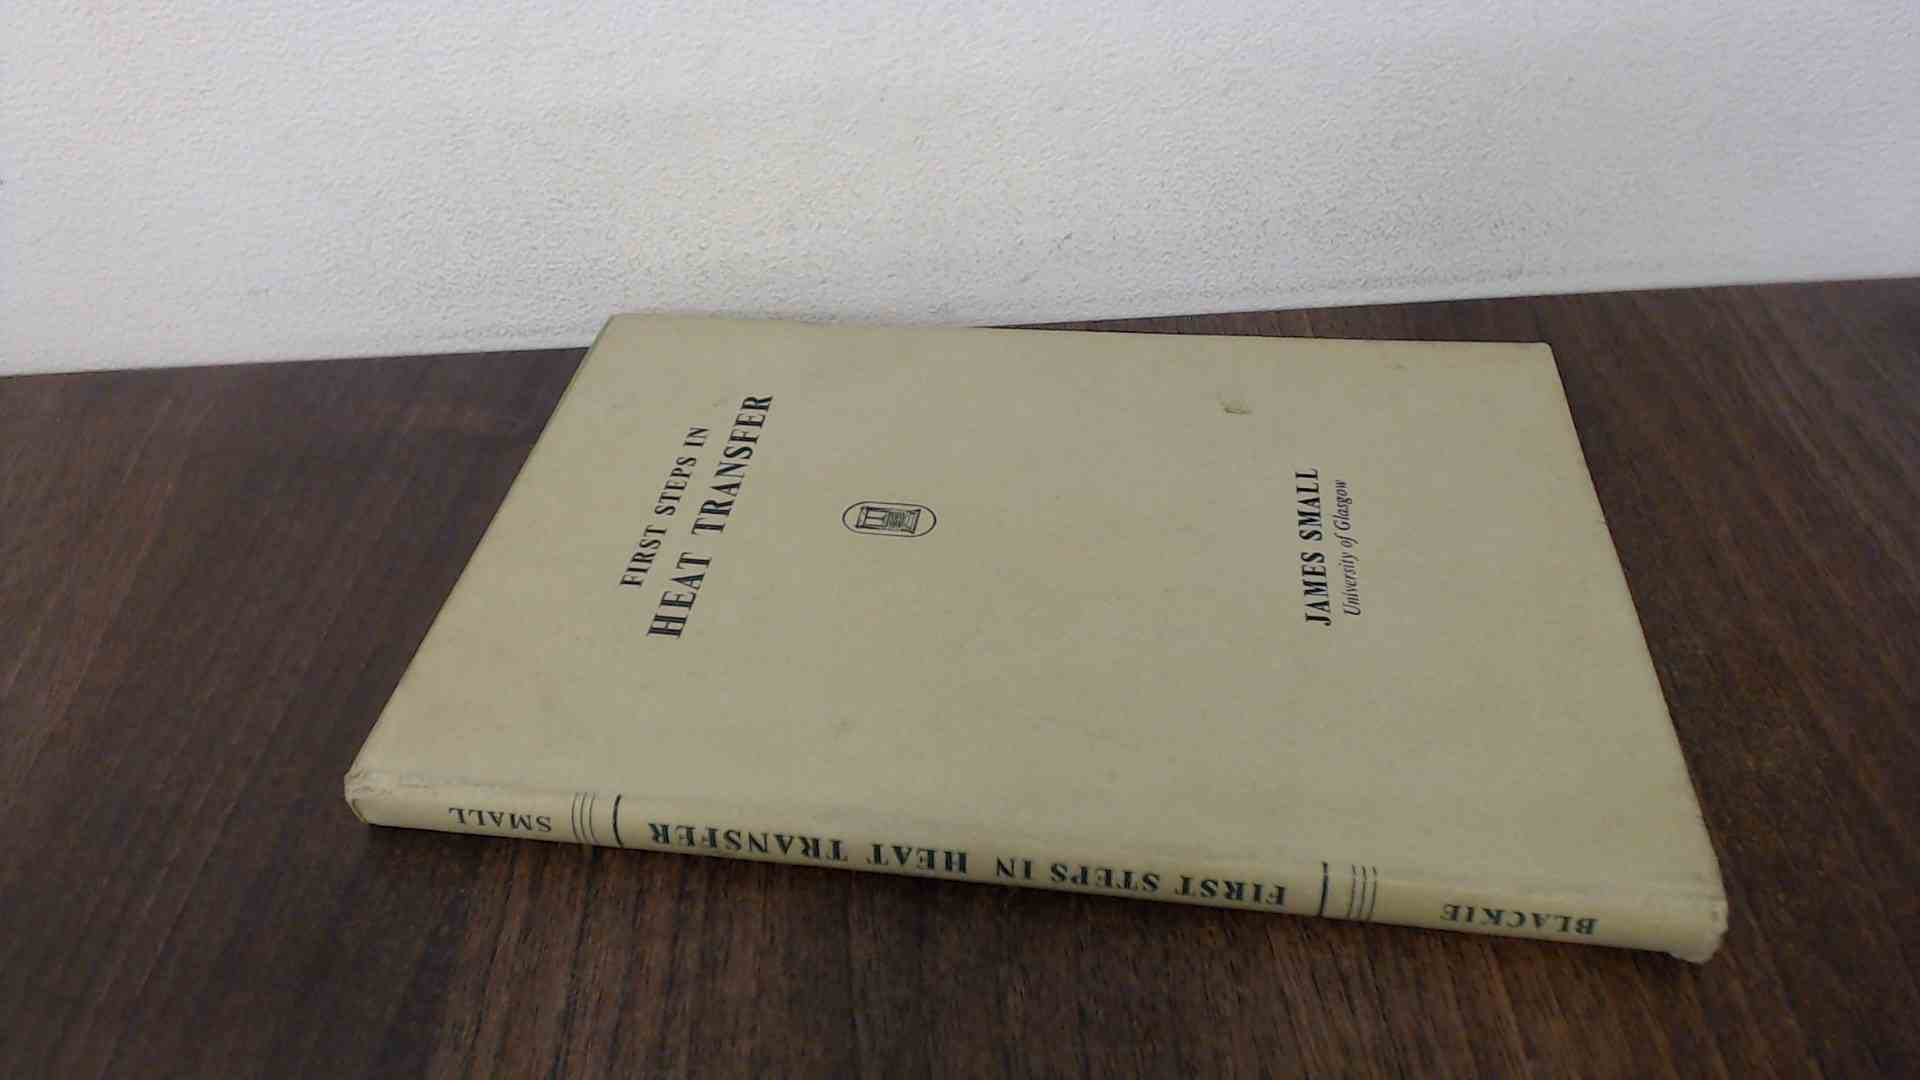 FIRST STEPS IN
HEAT TRANSFER
JAMES SMALL
University of Glasgow
SMALL
FIRST STEPS IN HEAT TRANSFER
BLACKIE